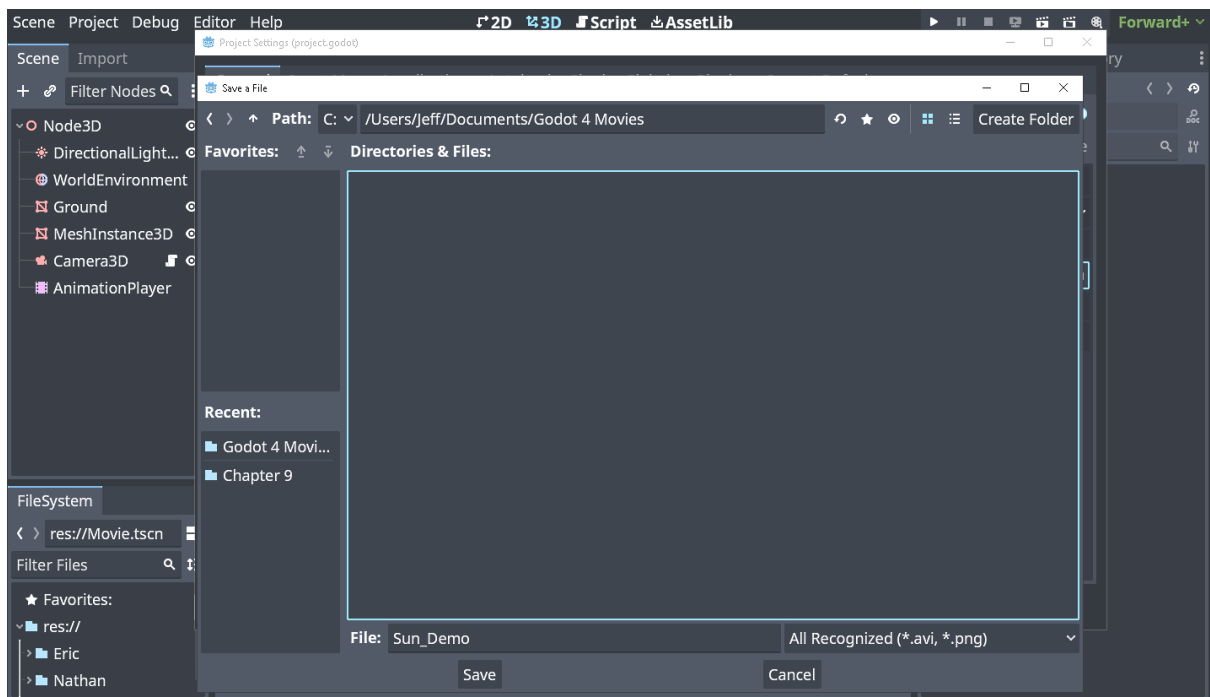 Scene Project Debug Editor Help 2D 3D Script AssetLib Forward+
Project Settings (project.godot)
Scene Import ry
Save a File
Filter Nodes
Path: C: /Users/Jeff/Documents/Godot 4 Movies Create Folder
Node3D
DirectionalLight... Favorites: Directories & Files:
WorldEnvironment
Ground
MeshInstance3D
Camera3D
AnimationPlayer
Recent:
Godot 4 Movi...
Chapter 9
FileSystem
res://Movie.tscn
Filter Files
Favorites:
res://
File: Sun_Demo All Recognized (*.avi, *.png)
Eric
Save Cancel
Nathan